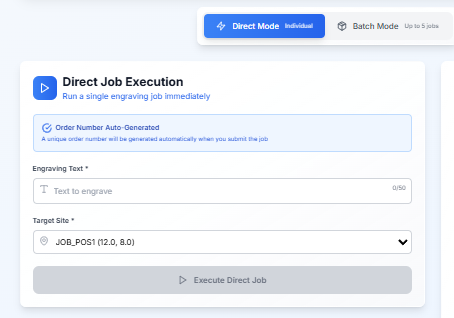 Direct Mode Individual Batch Mode Up to 5 jobs
Direct Job Execution
Run a single engraving job immediately
Order Number Auto-Generated
A unique order number will be generated automatically when you submit the job
Engraving Text *
Text to engrave 0/50
Target Site *
JOB_POS1 (12.0, 8.0)
Execute Direct Job